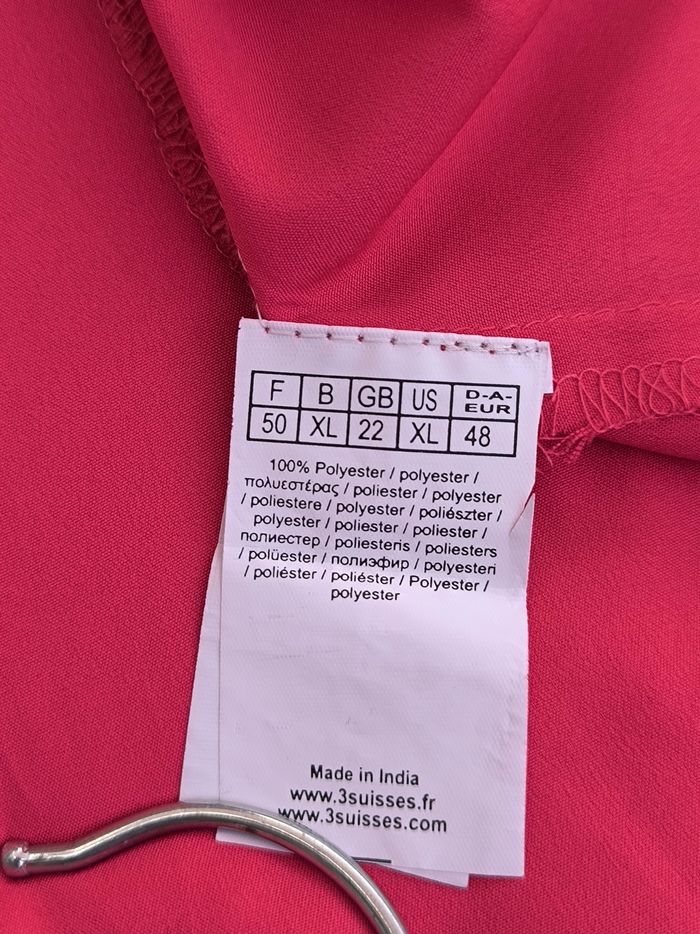 F B GB US D-A-EUR
50 XL 22 XL 48
100% Polyester / polyester /
πολυεστέρας / poliester / polyester
/ poliestere / polyester / poliészter /
polyester / poliester / poliester /
полиестер / poliesteris / poliesters
/ polüester / полиэфир / polyesteri
/ poliéster / poliéster / Polyester /
polyester
Made in India
www.3suisses.fr
www.3suisses.com